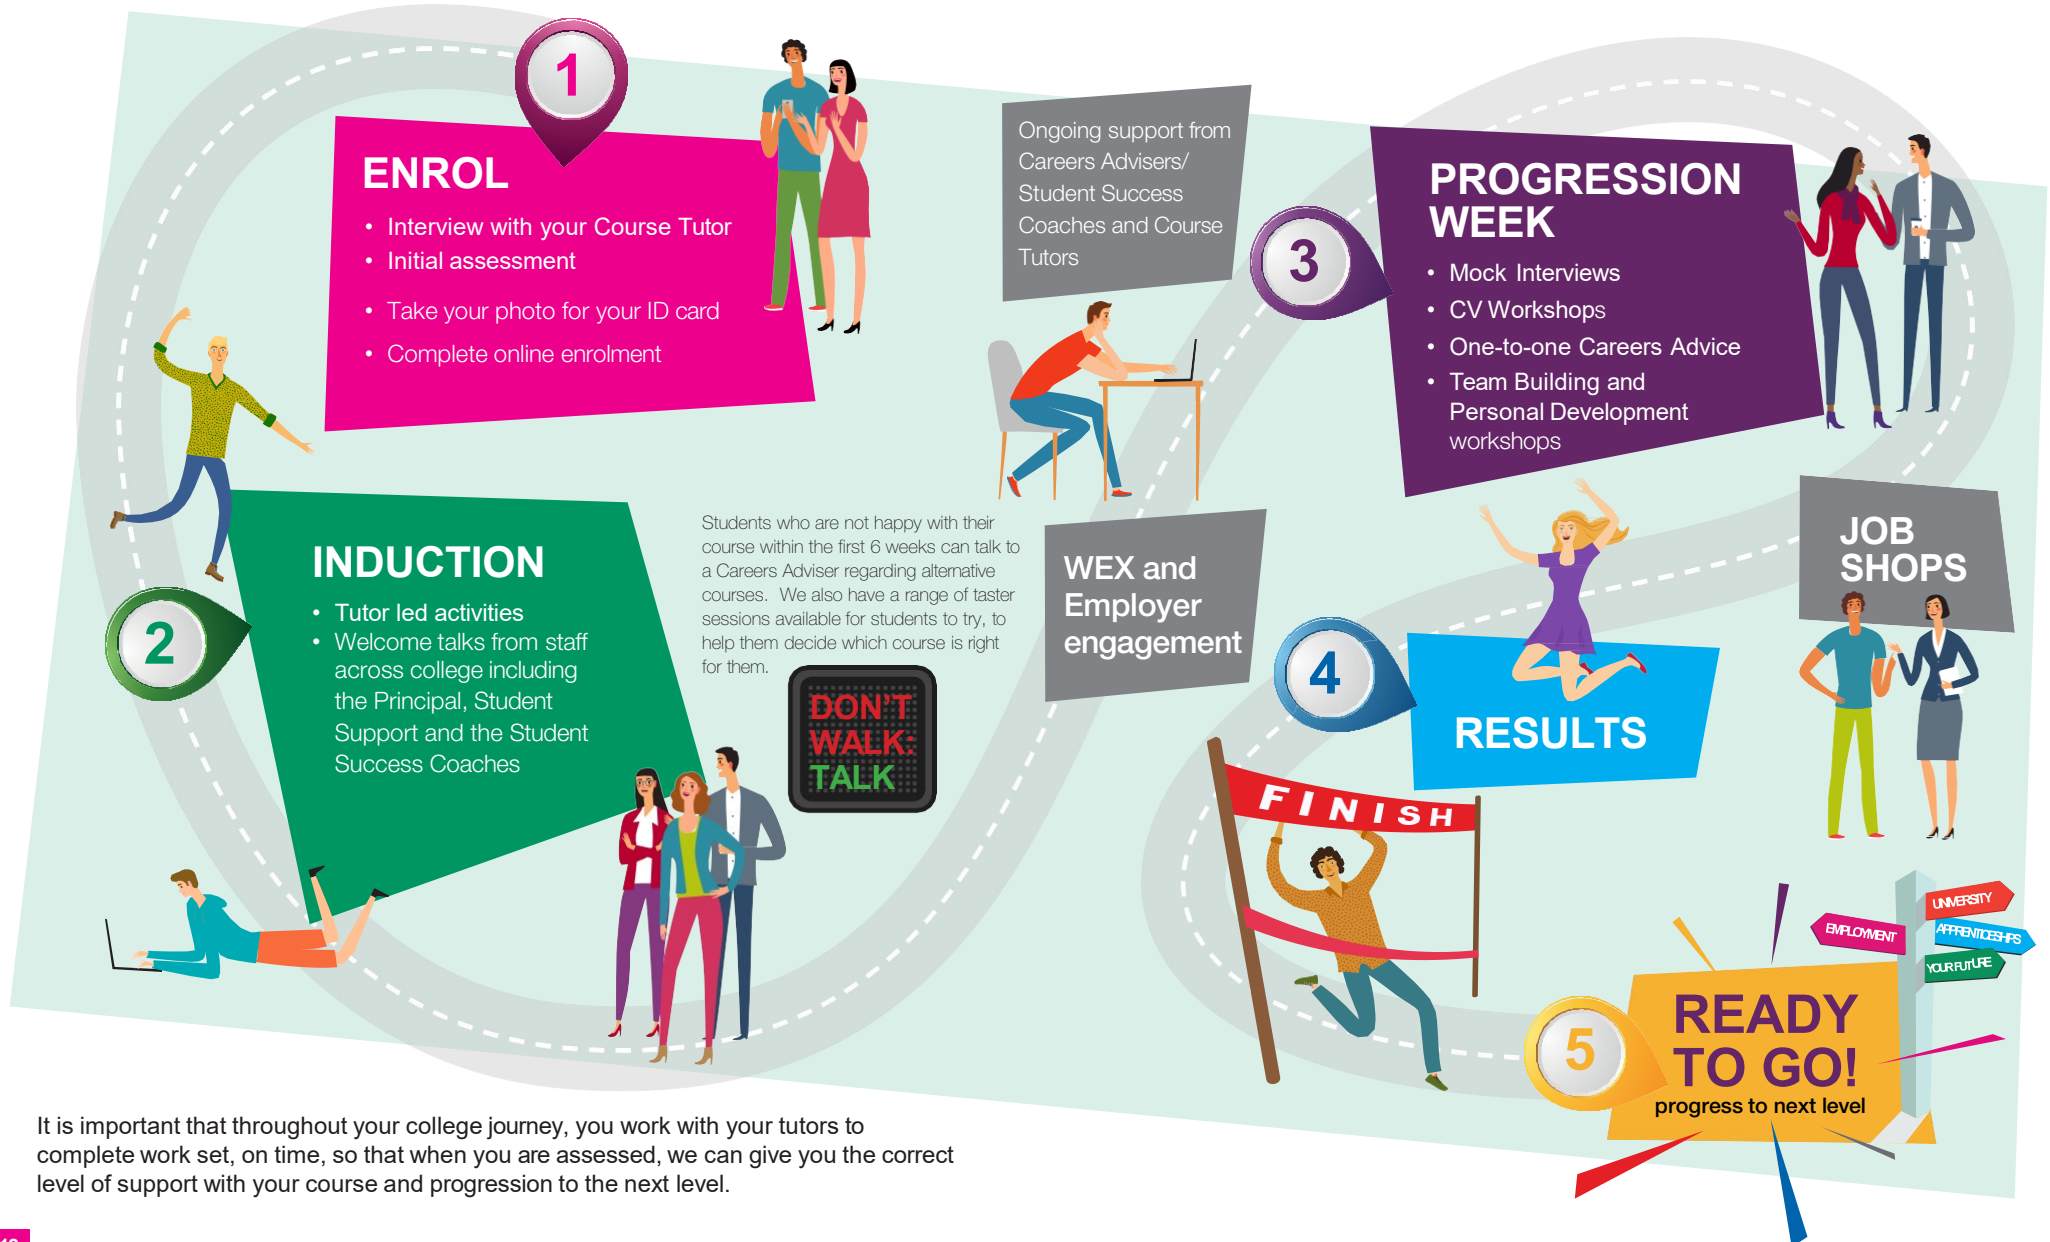 1
ENROL
• Interview with your Course Tutor
• Initial assessment
• Take your photo for your ID card
• Complete online enrolment
2
INDUCTION
• Tutor led activities
• Welcome talks from staff
across college including
the Principal, Student
Support and the Student
Success Coaches
Students who are not happy with their
course within the first 6 weeks can talk to
a Careers Adviser regarding alternative
courses. We also have a range of taster
sessions available for students to try, to
help them decide which course is right
for them.
DON'T
WALK:
TALK
Ongoing support from
Careers Advisers/
Student Success
Coaches and Course
Tutors
WEX and
Employer
engagement
3
PROGRESSION
WEEK
• Mock Interviews
• CV Workshops
• One-to-one Careers Advice
• Team Building and
Personal Development
workshops
JOB
SHOPS
4
RESULTS
FINISH
UNIVERSITY
EMPLOYMENT
APPRENTICESHIPS
YOUR FUTURE
5
READY
TO GO!
progress to next level
It is important that throughout your college journey, you work with your tutors to
complete work set, on time, so that when you are assessed, we can give you the correct
level of support with your course and progression to the next level.